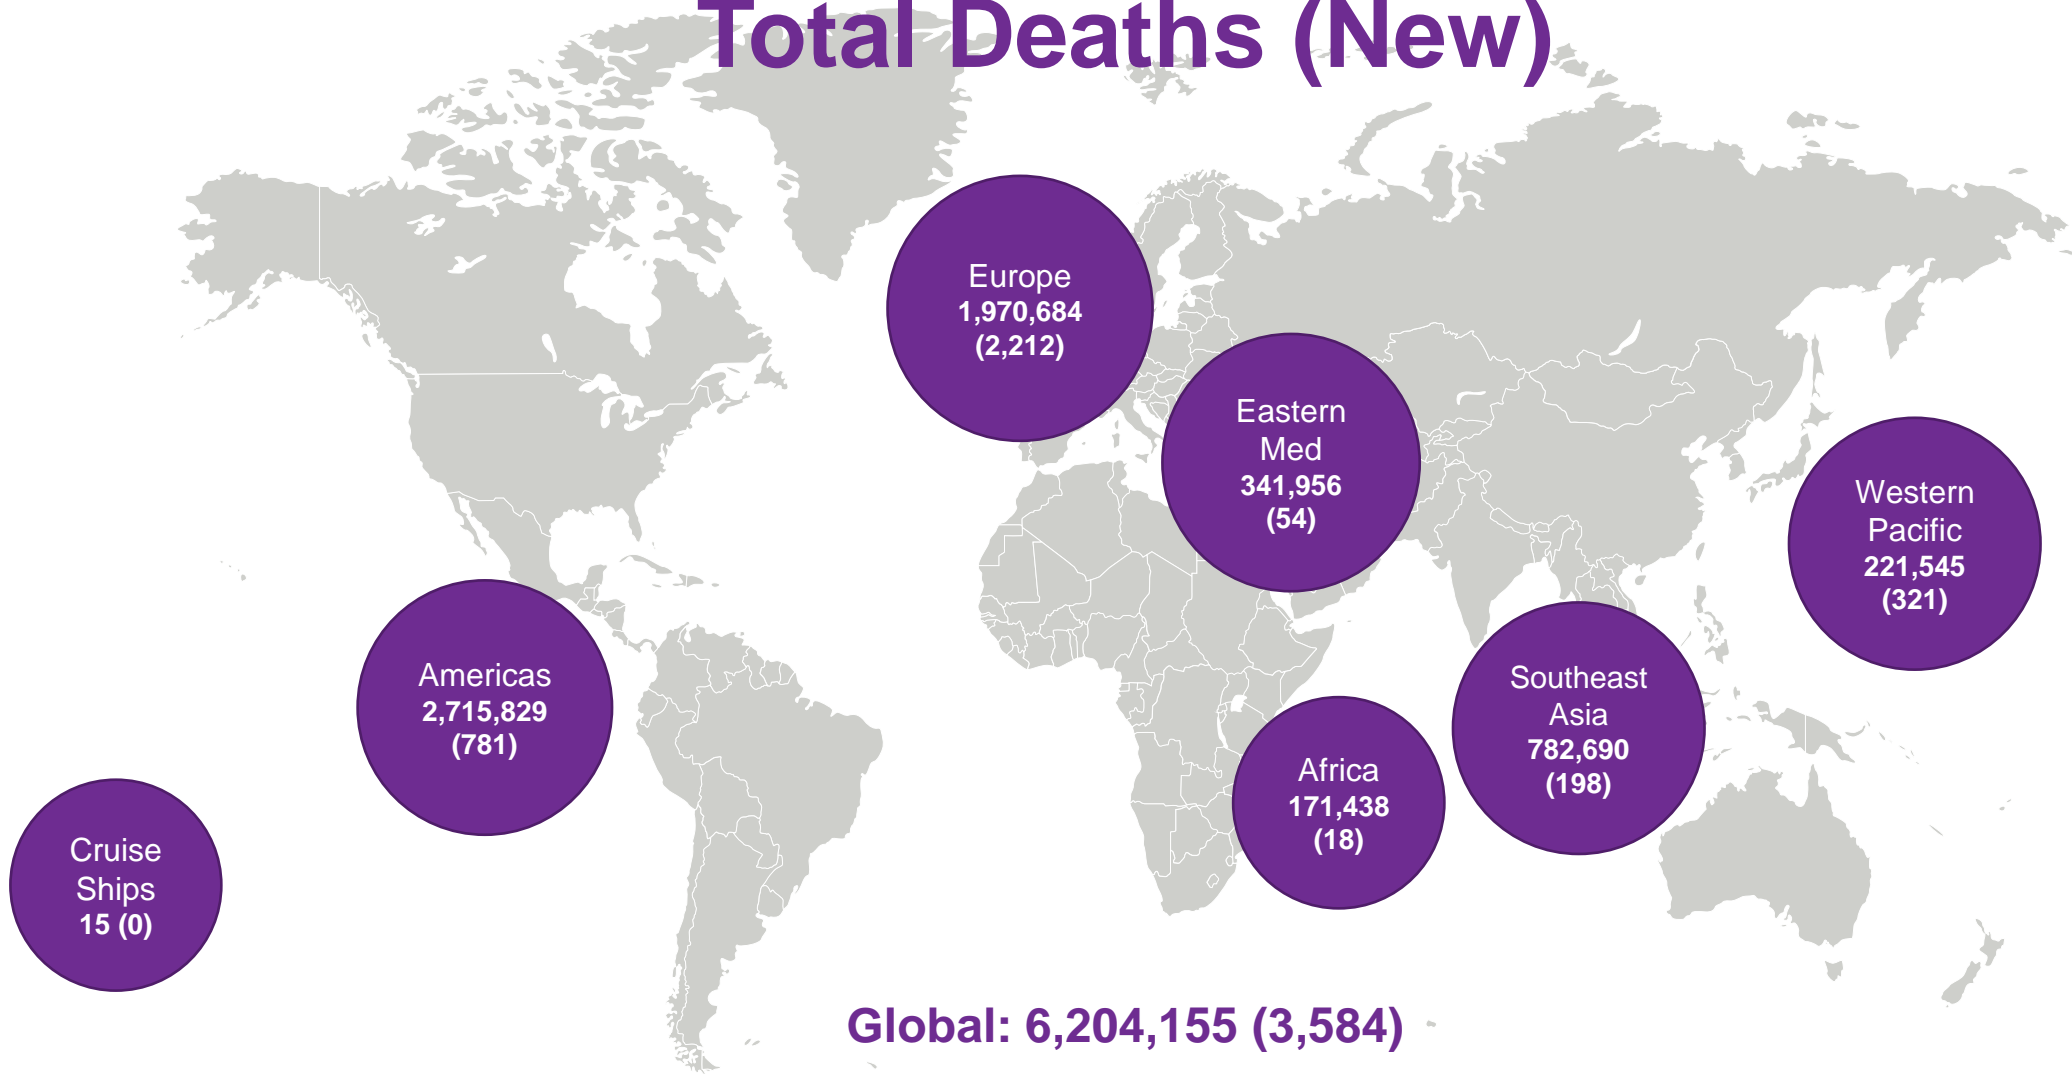 Total Deaths (New)
Europe
1,970,684
(2,212)
Eastern
Med
341,956
(54)
Western
Pacific
221,545
(321)
Americas
2,715,829
(781)
Southeast
Asia
782,690
(198)
Africa
171,438
(18)
Cruise
Ships
15 (0)
Global: 6,204,155 (3,584)